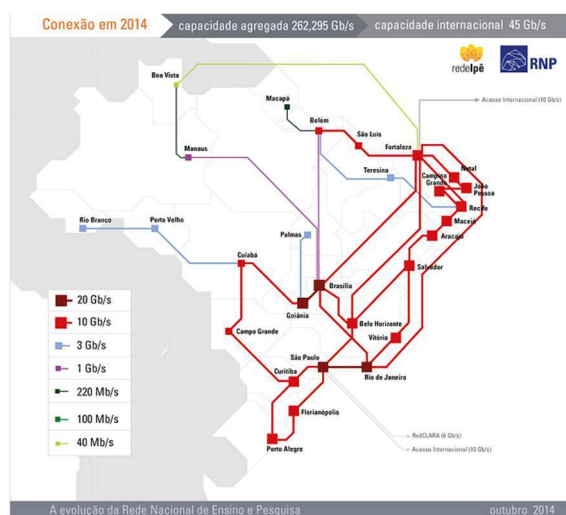 Conexão em 2014
capacidade agregada 262,295 Gb/s
capacidade internacional 45 Gb/s
redeIpê
RNP
Boa Vista
Macapá
Acesso Internacional (10 Gb/s)
Belém
São Luis
Fortaleza
Manaus
Teresina
Natal
Campina
Grande
João
Pessoa
Recife
Maceió
Rio Branco
Porto Velho
Palmas
Aracaju
Cuiabá
Salvador
Brasília
Goiânia
20 Gb/s
10 Gb/s
3 Gb/s
1 Gb/s
220 Mb/s
100 Mb/s
40 Mb/s
Belo Horizonte
Campo Grande
Vitória
São Paulo
Curitiba
Rio de Janeiro
Florianópolis
Porto Alegre
RedCLARA (6 Gb/s)
Acesso Internacional (10 Gb/s)
A evolução da Rede Nacional de Ensino e Pesquisa
outubro 2014